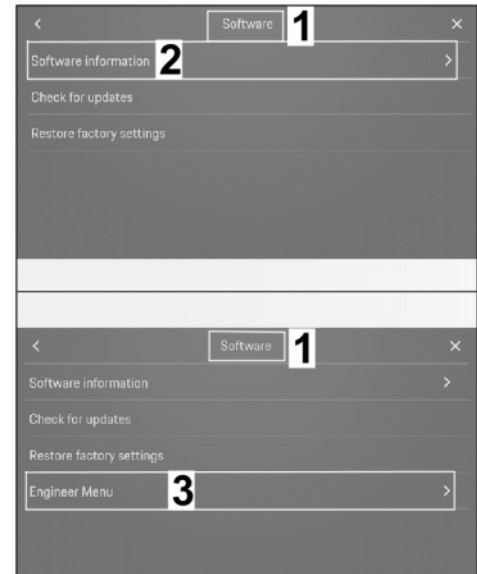 Software 1
Software information 2
Check for updates
Restore factory settings
Software 1
Software information
Check for updates
Restore factory settings
Engineer Menu 3